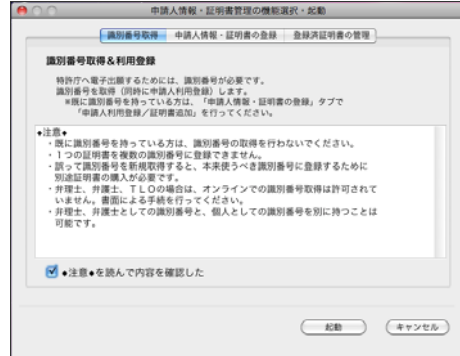 申請人情報・証明書管理の機能選択・起動
識別番号取得 申請人情報・証明書の登録 登録済証明書の管理
識別番号取得＆利用登録
特許庁へ電子出願するためには、識別番号が必要です。
識別番号を取得（同時に申請人利用登録）します。
※既に識別番号を持っている方は、「申請人情報・証明書の登録」タブで
「申請人利用登録／証明書追加」を行ってください。
◆注意◆
・既に識別番号を持っている方は、識別番号の取得を行わないでください。
・１つの証明書を複数の識別番号に登録できません。
・誤って識別番号を新規取得すると、本来使うべき識別番号に登録するために
別途証明書の購入が必要です。
・弁理士、弁護士、ＴＬＯの場合は、オンラインでの識別番号取得は許可されて
いません。書面による手続を行ってください。
・弁理士、弁護士としての識別番号と、個人としての識別番号を別に持つことは
可能です。
◆注意◆を読んで内容を確認した
起動 キャンセル